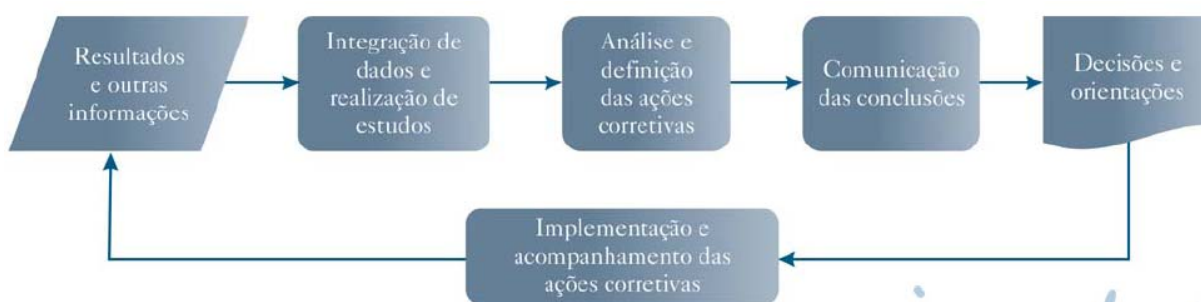 Resultados
e outras
informações
Integração de
dados e
realização de
estudos
Análise e
definição
das ações
corretivas
Comunicação
das conclusões
Decisões e
orientações
Implementação e
acompanhamento das
ações corretivas